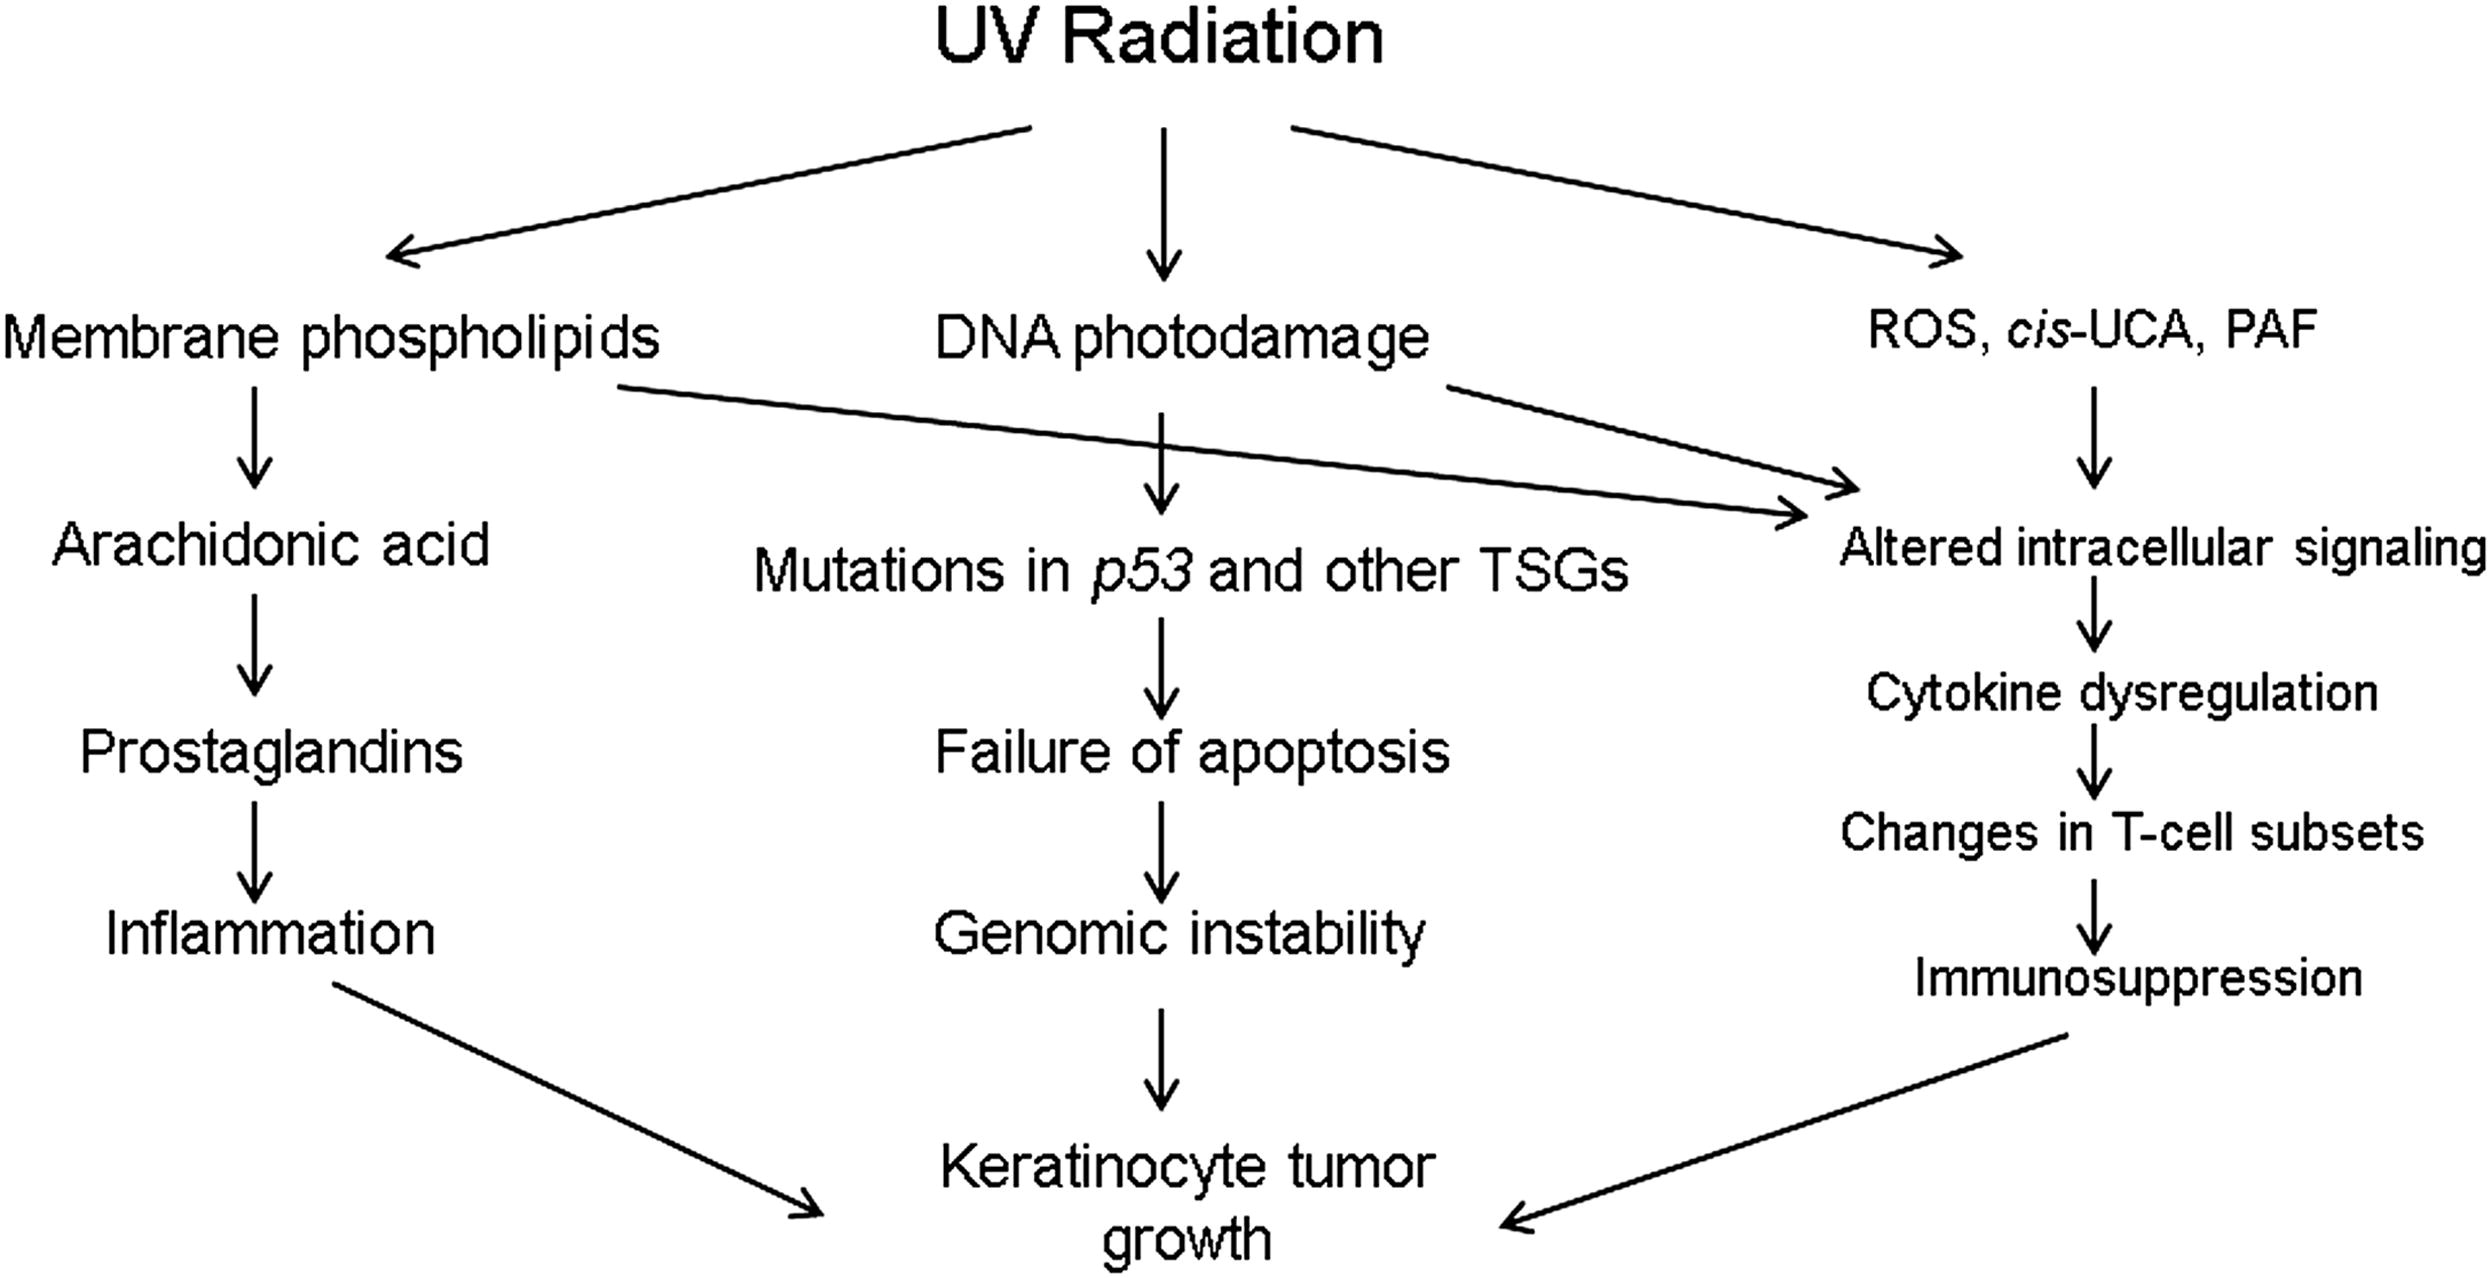 UV Radiation
Membrane phospholipids
DNA photodamage
ROS, cis-UCA, PAF
Arachidonic acid
Mutations in p53 and other TSGs
Altered intracellular signaling
Prostaglandins
Failure of apoptosis
Cytokine dysregulation
Changes in T-cell subsets
Inflammation
Genomic instability
Immunosuppression
Keratinocyte tumor
growth